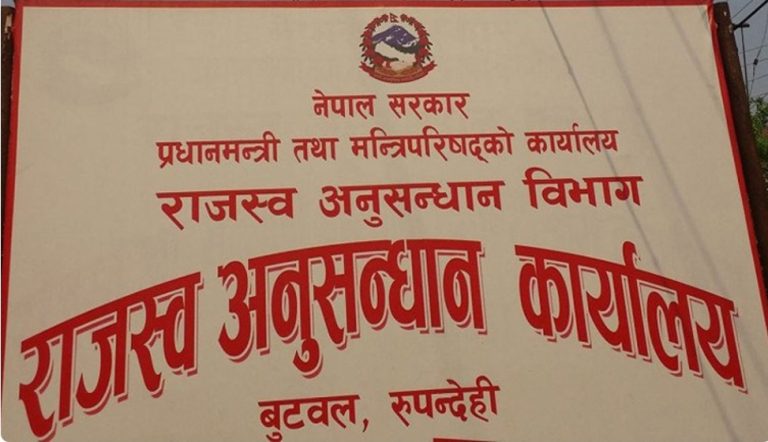 नेपाल सरकार
प्रधानमन्त्री तथा मन्त्रिपरिषद्को कार्यालय
राजस्व अनुसन्धान विभाग
राजस्व अनुसन्धान कार्यालय
बुटवल, रुपन्देही